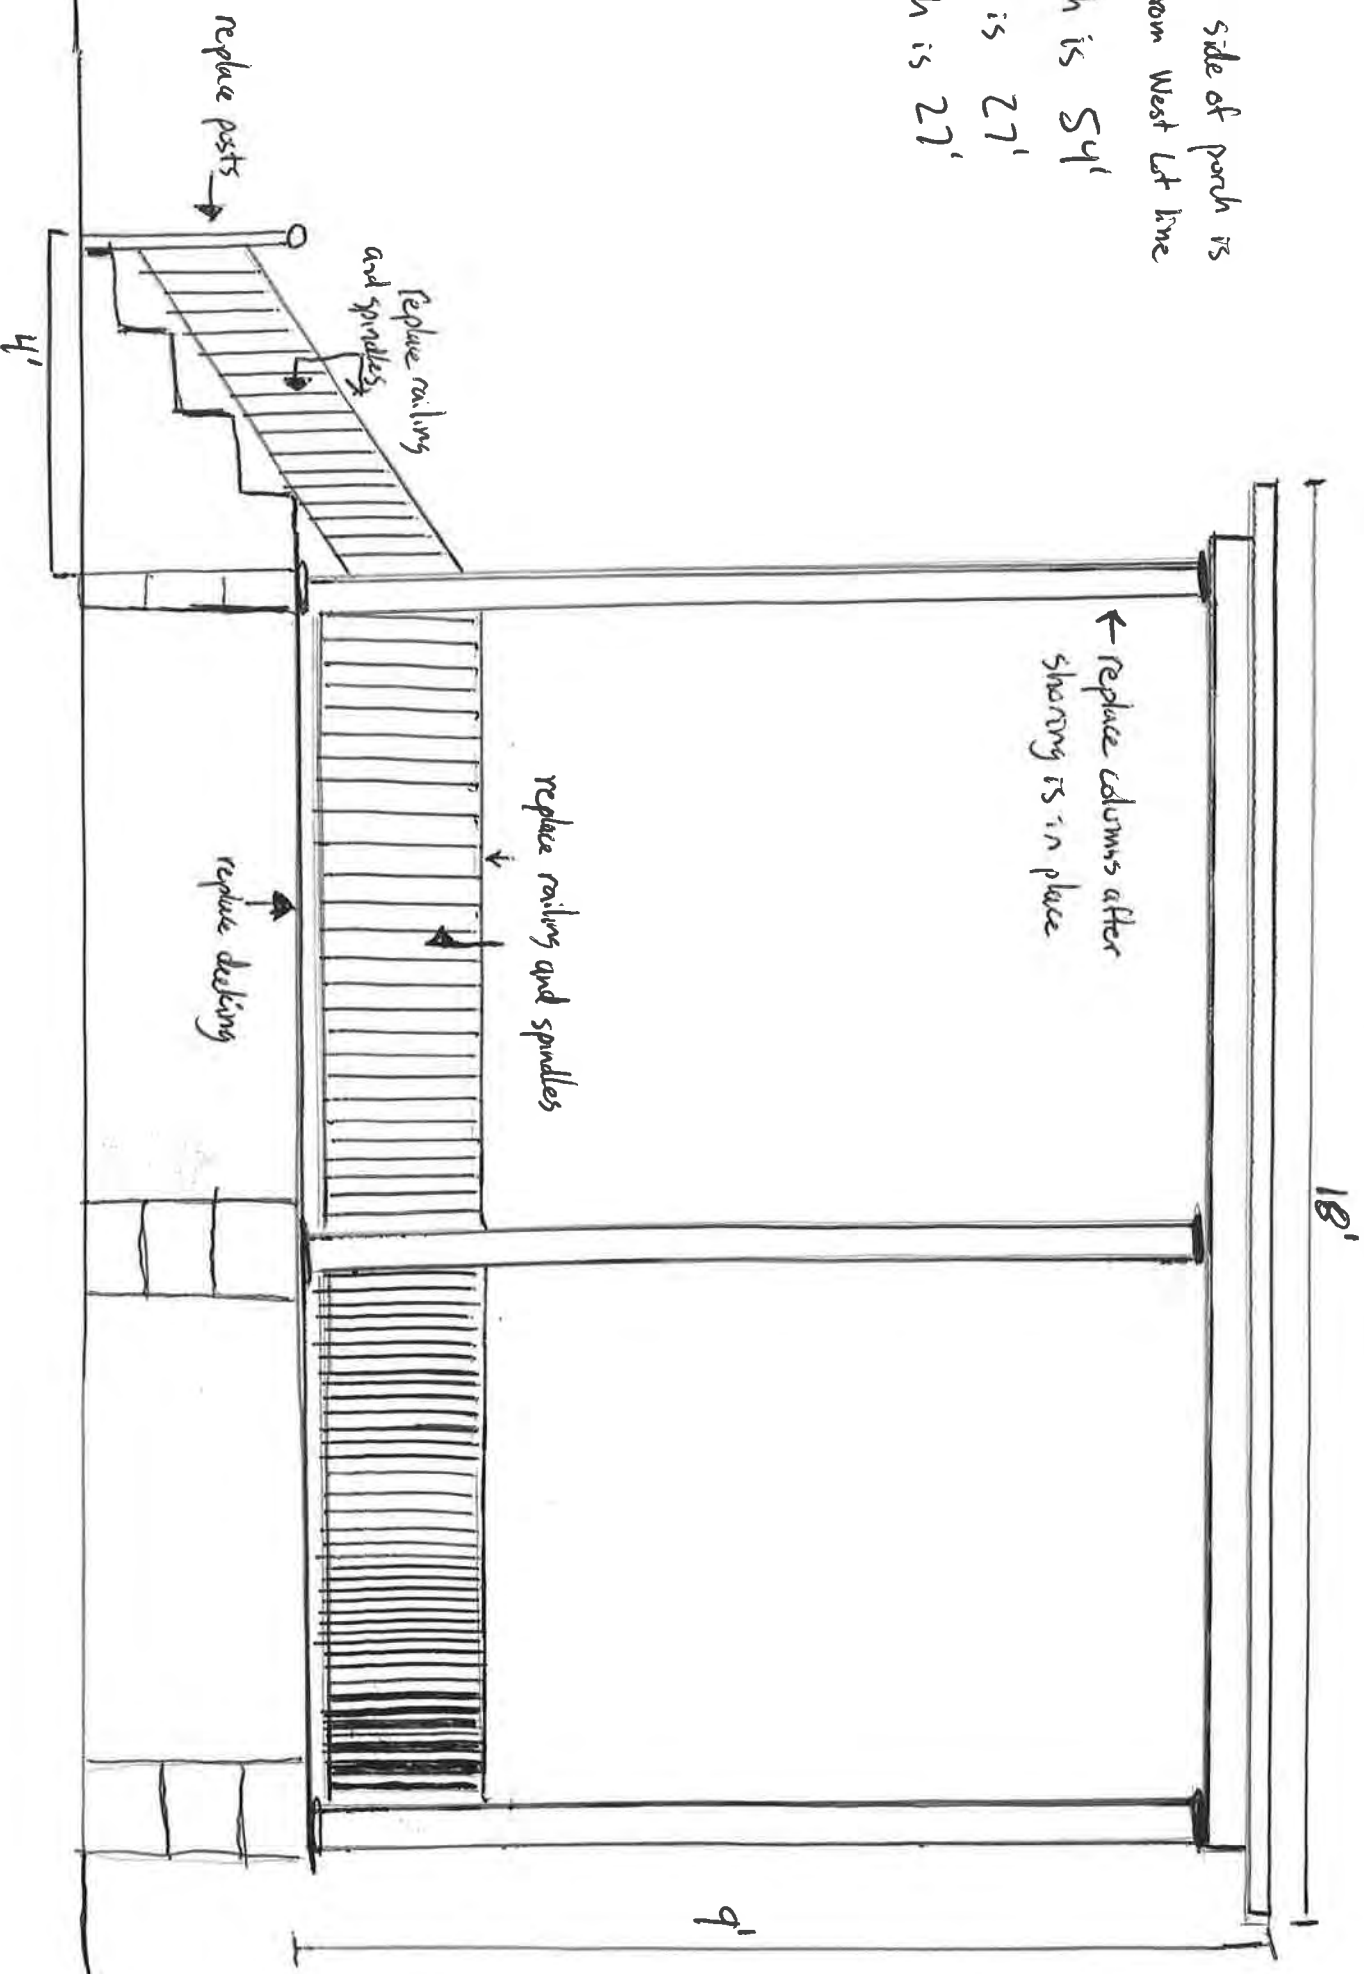 side of porch is
rom West Lot line
h is 54'
is 27'
h is 27'
18'
← replace columns after
shoring is in place
9'
replace railing
and spindles
replace railing and spindles
replace posts
replace decking
4'